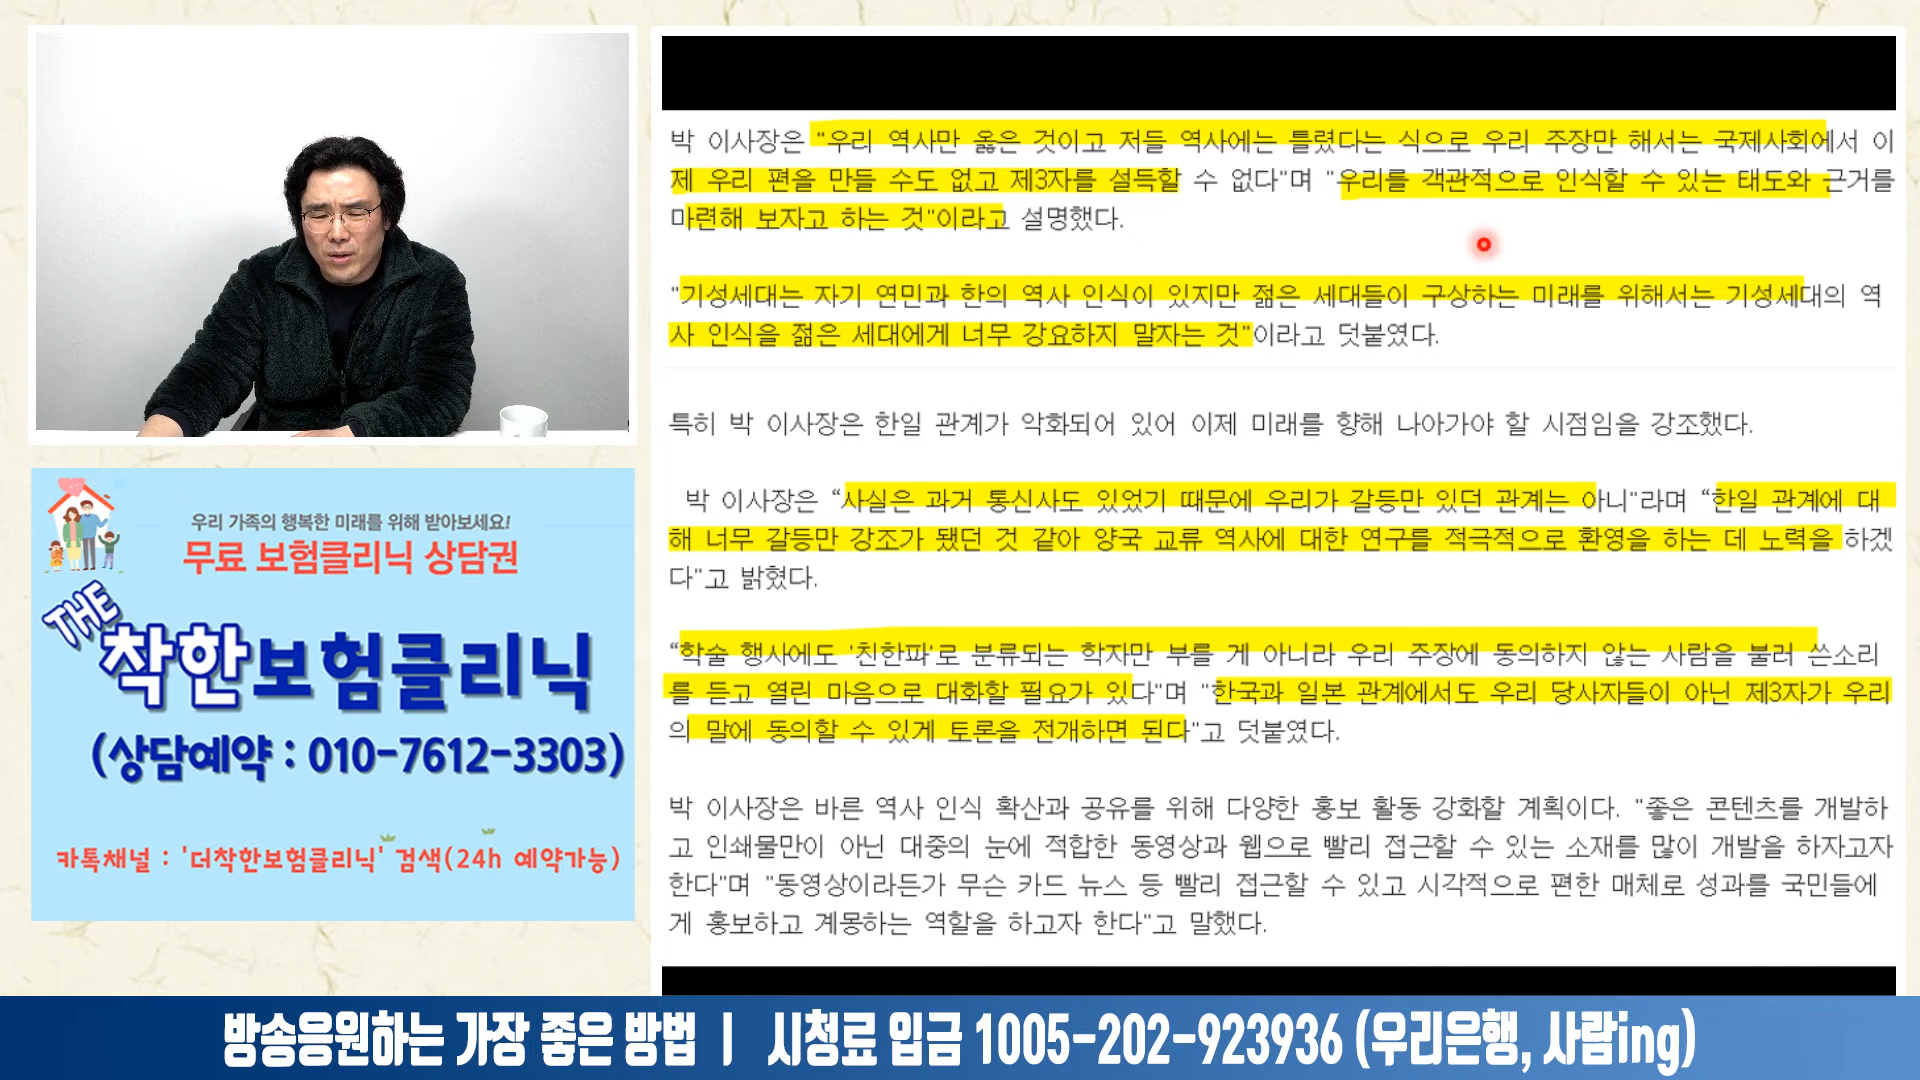 우리 가족의 행복한 미래를 위해 받아보세요!
무료 보험클리닉 상담권
THE
착한보험클리닉
(상담예약 : 010-7612-3303)
카톡채널 : '더착한보험클리닉' 검색(24h 예약가능)
박 이사장은 "우리 역사만 옳은 것이고 저들 역사에는 틀렸다는 식으로 우리 주장만 해서는 국제사회에서 이
제 우리 편을 만들 수도 없고 제3자를 설득할 수 없다"며 "우리를 객관적으로 인식할 수 있는 태도와 근거를
마련해 보자고 하는 것"이라고 설명했다.
"기성세대는 자기 연민과 한의 역사 인식이 있지만 젊은 세대들이 구상하는 미래를 위해서는 기성세대의 역
사 인식을 젊은 세대에게 너무 강요하지 말자는 것"이라고 덧붙였다.
특히 박 이사장은 한일 관계가 악화되어 있어 이제 미래를 향해 나아가야 할 시점임을 강조했다.
박 이사장은 “사실은 과거 통신사도 있었기 때문에 우리가 갈등만 있던 관계는 아니"라며 “한일 관계에 대
해 너무 갈등만 강조가 됐던 것 같아 양국 교류 역사에 대한 연구를 적극적으로 환영을 하는 데 노력을 하겠
다"고 밝혔다.
“학술 행사에도 '친한파'로 분류되는 학자만 부를 게 아니라 우리 주장에 동의하지 않는 사람을 불러 쓴소리
를 듣고 열린 마음으로 대화할 필요가 있다"며 "한국과 일본 관계에서도 우리 당사자들이 아닌 제3자가 우리
의 말에 동의할 수 있게 토론을 전개하면 된다"고 덧붙였다.
박 이사장은 바른 역사 인식 확산과 공유를 위해 다양한 홍보 활동 강화할 계획이다. "좋은 콘텐츠를 개발하
고 인쇄물만이 아닌 대중의 눈에 적합한 동영상과 웹으로 빨리 접근할 수 있는 소재를 많이 개발을 하자고자
한다"며 "동영상이라든가 무슨 카드 뉴스 등 빨리 접근할 수 있고 시각적으로 편한 매체로 성과를 국민들에
게 홍보하고 계몽하는 역할을 하고자 한다"고 말했다.
방송응원하는 가장 좋은 방법 ㅣ 시청료 입금 1005-202-923936 (우리은행, 사람ing)